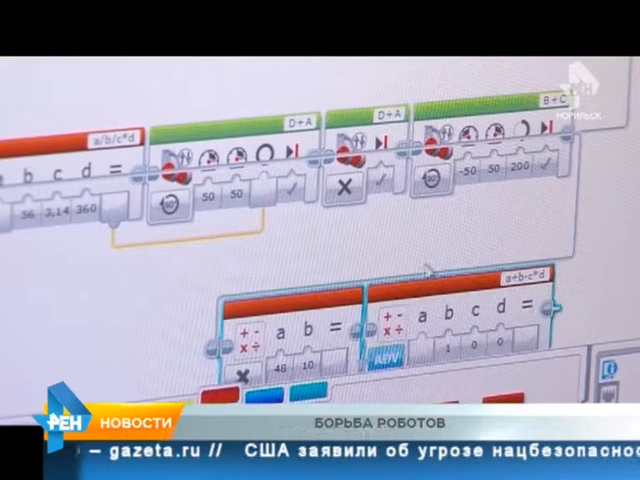 РЕН
НОРИЛЬСК
B+C
D+A
D+A
a/b/c*d
b c d =
56 3,14 360
50 50
-50 50 200
a+b-c*d
a b =
a b c d =
48 10
1 0 0
ADV
РЕН НОВОСТИ
БОРЬБА РОБОТОВ
– gazeta.ru // США заявили об угрозе нацбезопаснос